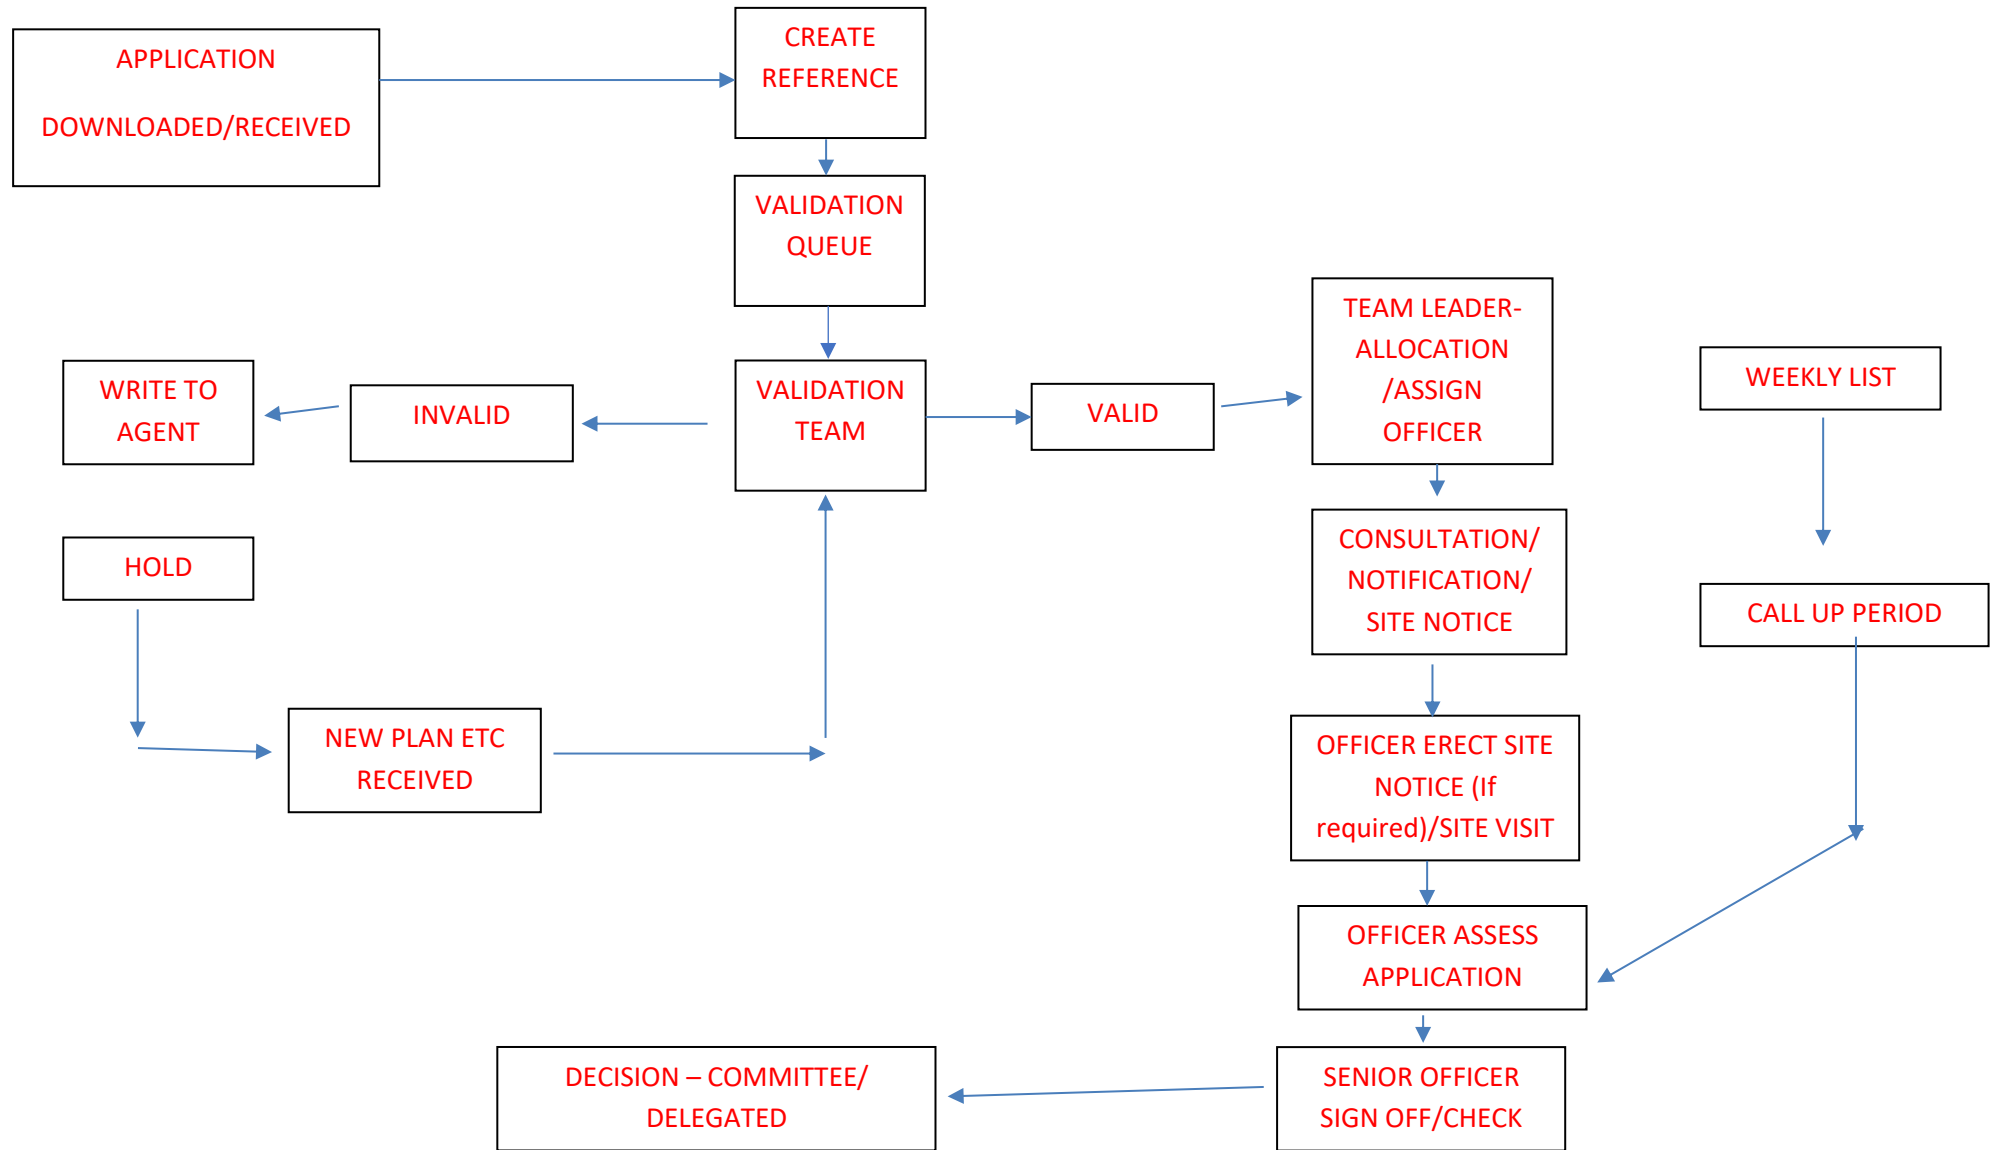 APPLICATION
DOWNLOADED/RECEIVED
CREATE
REFERENCE
VALIDATION
QUEUE
VALIDATION
TEAM
INVALID
WRITE TO
AGENT
HOLD
NEW PLAN ETC
RECEIVED
VALID
TEAM LEADER-
ALLOCATION
/ASSIGN
OFFICER
CONSULTATION/
NOTIFICATION/
SITE NOTICE
OFFICER ERECT SITE
NOTICE (If
required)/SITE VISIT
OFFICER ASSESS
APPLICATION
SENIOR OFFICER
SIGN OFF/CHECK
DECISION – COMMITTEE/
DELEGATED
WEEKLY LIST
CALL UP PERIOD